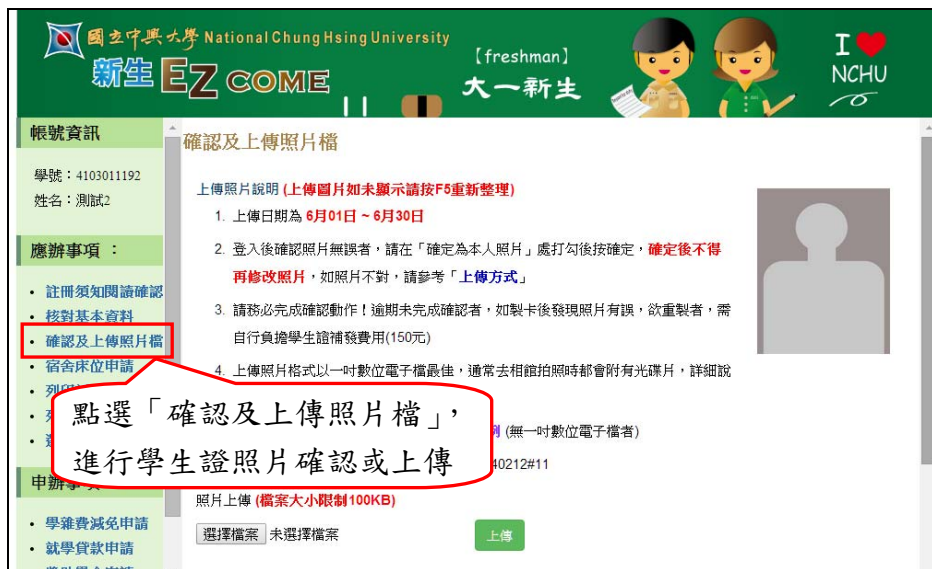 國立中興大學 National Chung Hsing University
新生 EZ COME
【freshman】
大一新生
I
NCHU
帳號資訊
學號：4103011192
姓名：測試2
應辦事項 ：
• 註冊須知閱讀確認
• 核對基本資料
• 確認及上傳照片檔
• 宿舍床位申請
申辦事項
• 學雜費減免申請
• 就學貸款申請
確認及上傳照片檔
上傳照片說明 (上傳圖片如未顯示請按F5重新整理)
1. 上傳日期為 6月01日 ~ 6月30日
2. 登入後確認照片無誤者，請在「確定為本人照片」處打勾後按確定，確定後不得
再修改照片，如照片不對，請參考「上傳方式」
3. 請務必完成確認動作！逾期未完成確認者，如製卡後發現照片有誤，欲重製者，需
自行負擔學生證補發費用(150元)
4. 上傳照片格式以一吋數位電子檔最佳，通常去相館拍照時都會附有光碟片，詳細說
(無一吋數位電子檔者)
40212#11
照片上傳 (檔案大小限制100KB)
選擇檔案 未選擇檔案
上傳
點選「確認及上傳照片檔」，
進行學生證照片確認或上傳